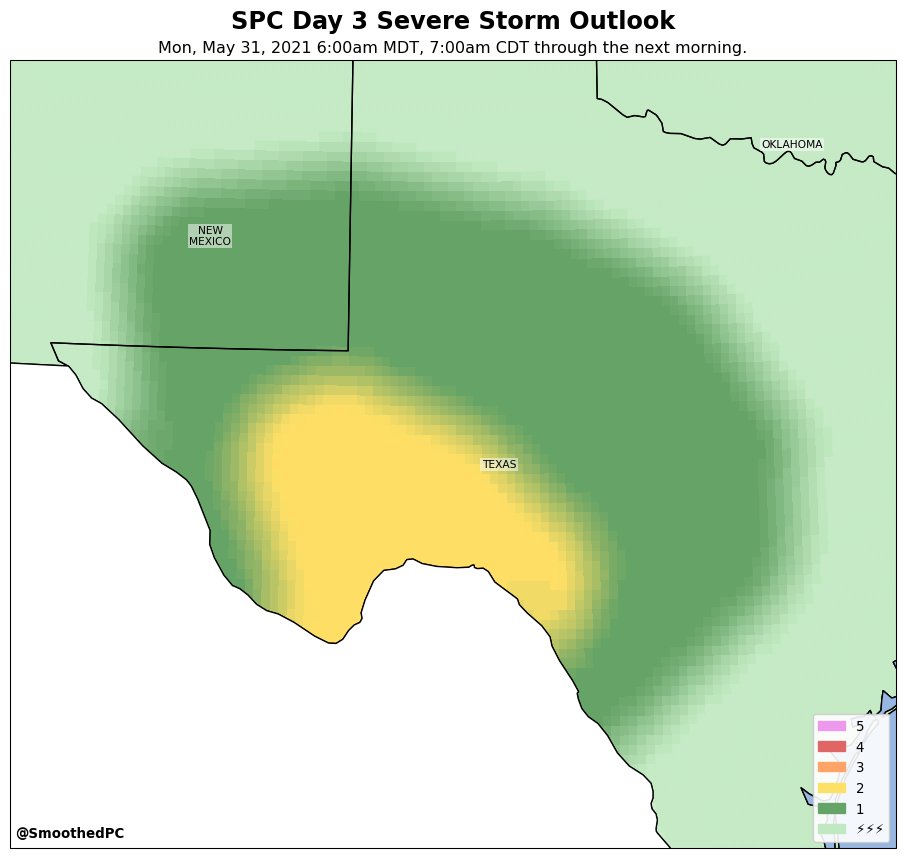 SPC Day 3 Severe Storm Outlook
Mon, May 31, 2021 6:00am MDT, 7:00am CDT through the next morning.
OKLAHOMA
NEW
MEXICO
TEXAS
5
4
3
2
1
⚡⚡⚡
@SmoothedPC